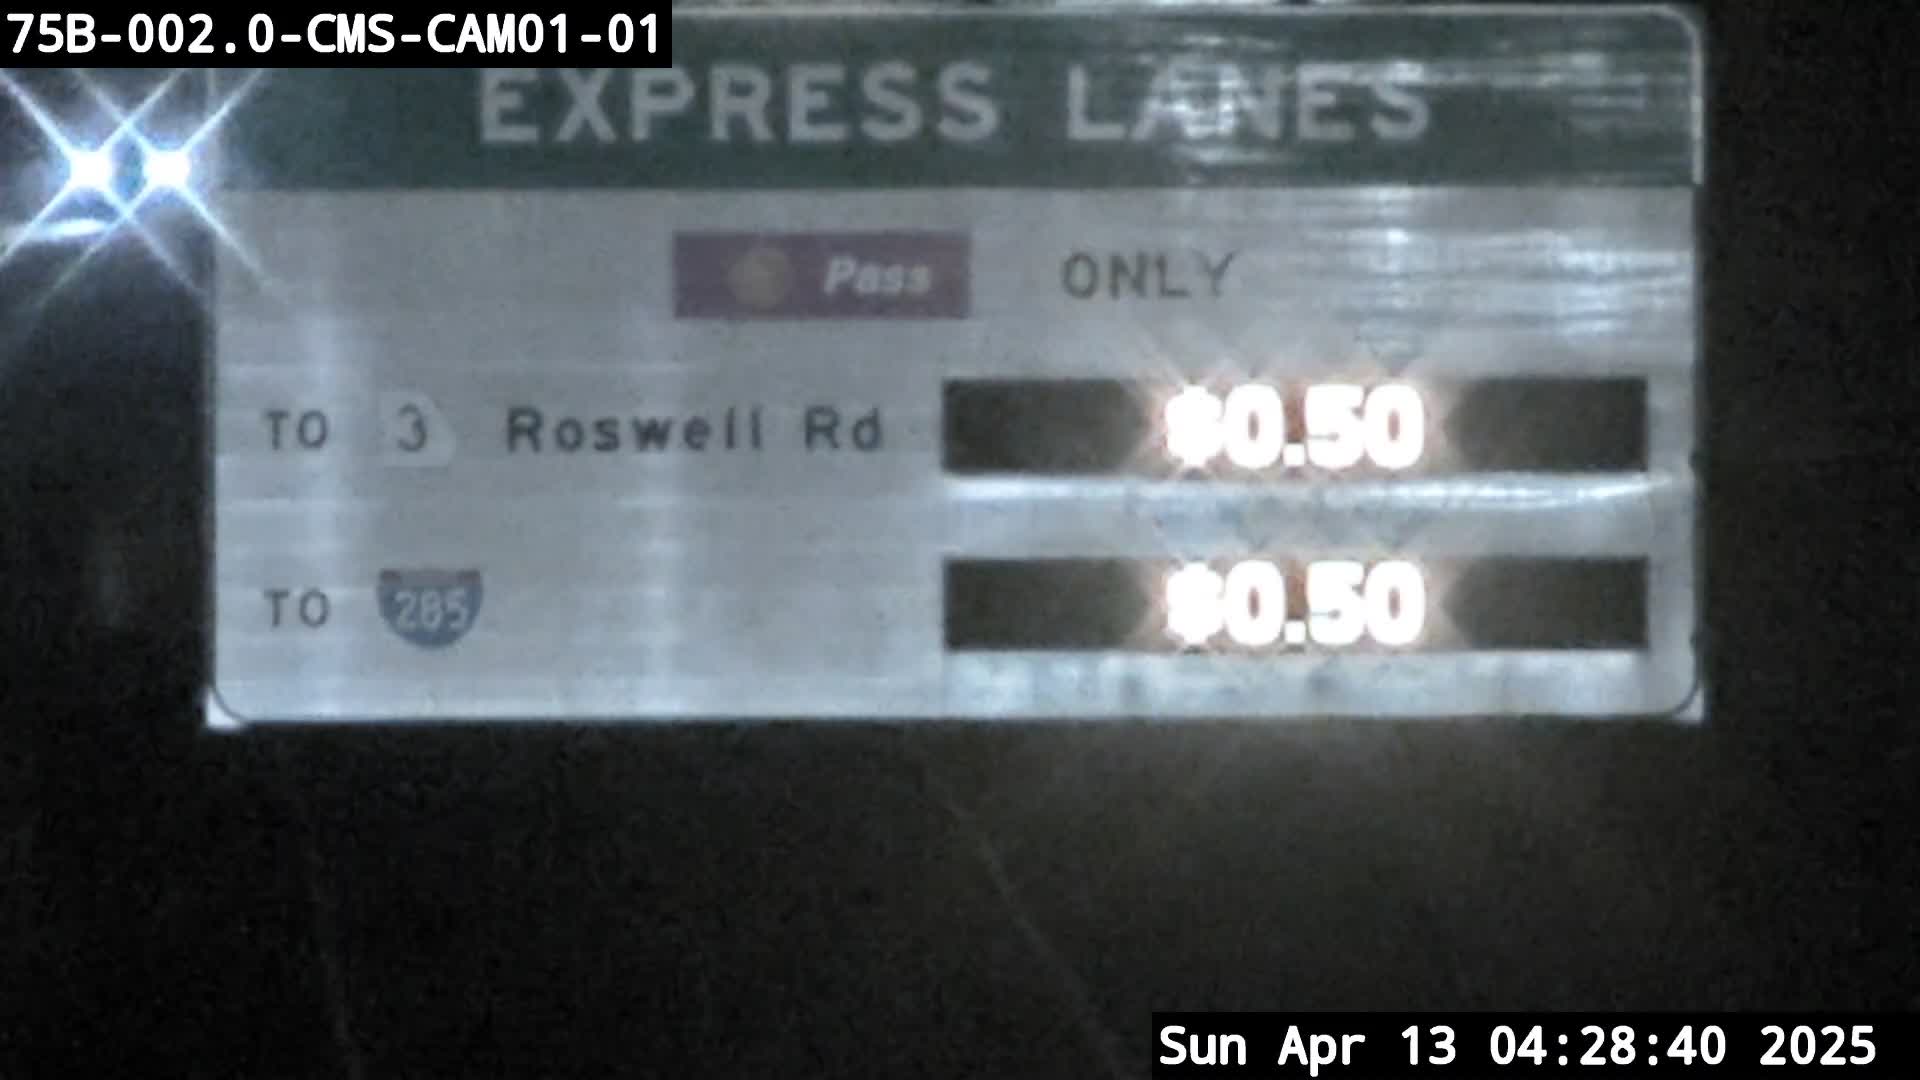 75B-002.0-CMS-CAM01-01
EXPRESS LANES
Pass ONLY
TO 3 Roswell Rd $0.50
TO 285 $0.50
Sun Apr 13 04:28:40 2025